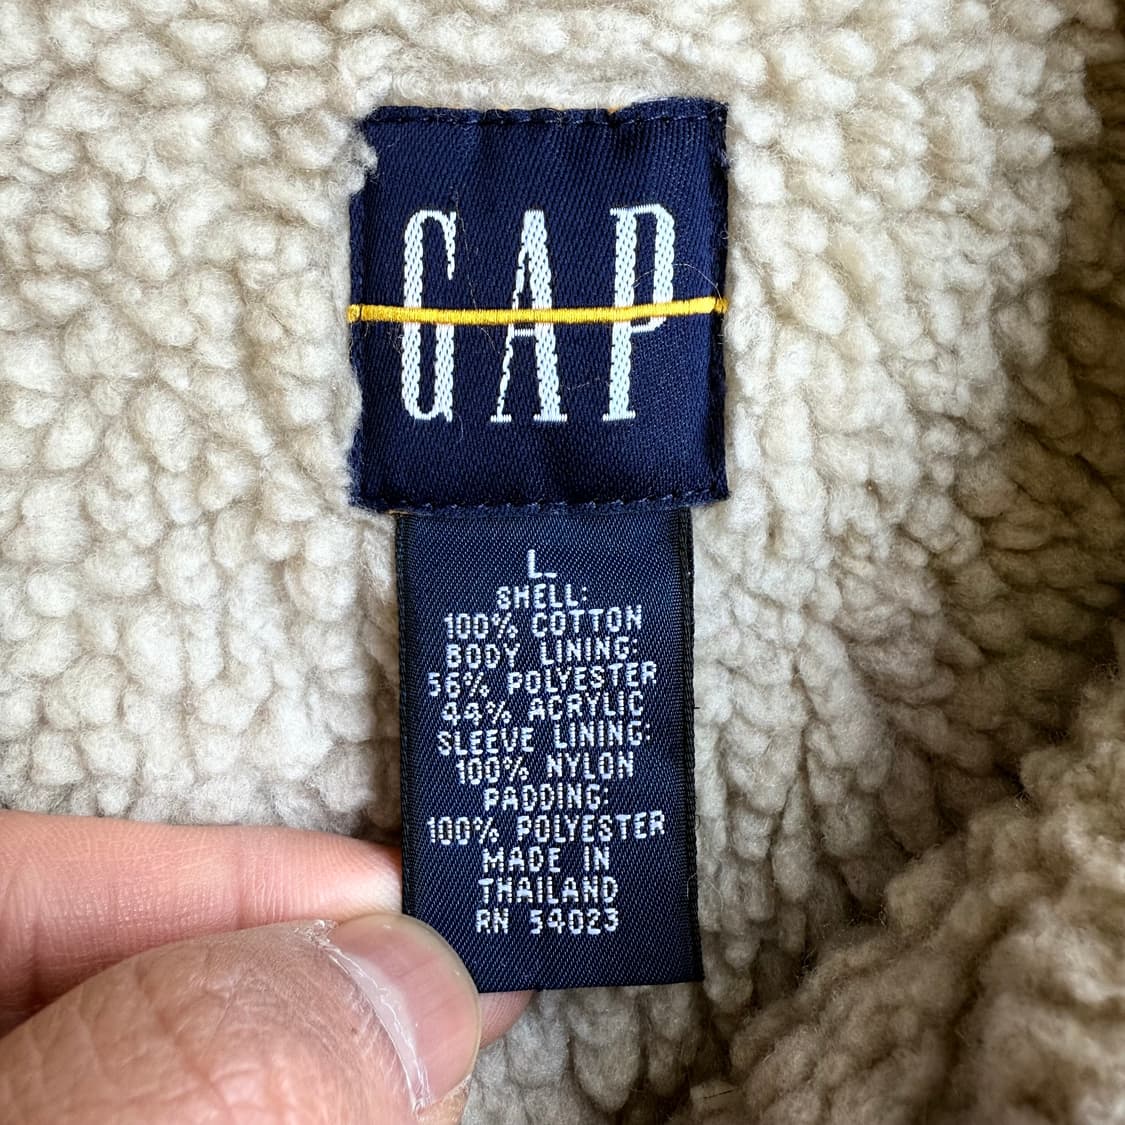 GAP
L
SHELL:
100% COTTON
BODY LINING:
56% POLYESTER
44% ACRYLIC
SLEEVE LINING:
100% NYLON
PADDING:
100% POLYESTER
MADE IN
THAILAND
RN 54023